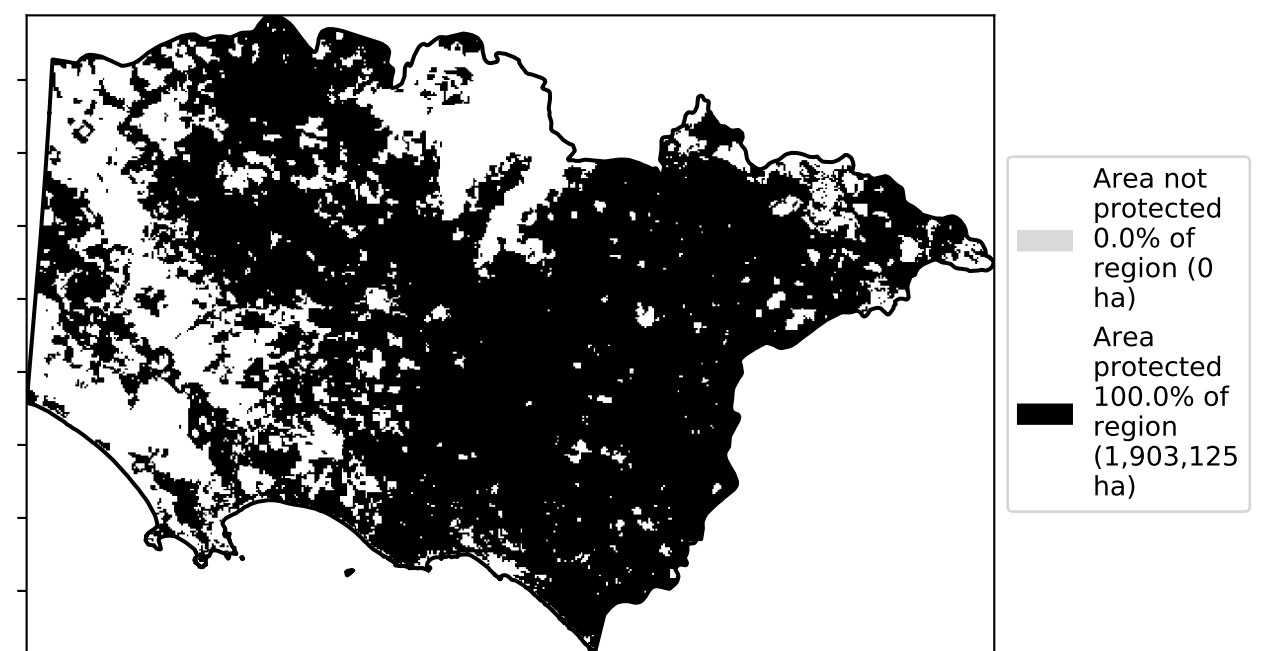 Area not
protected
0.0% of
region (0
ha)
Area
protected
100.0% of
region
(1,903,125
ha)